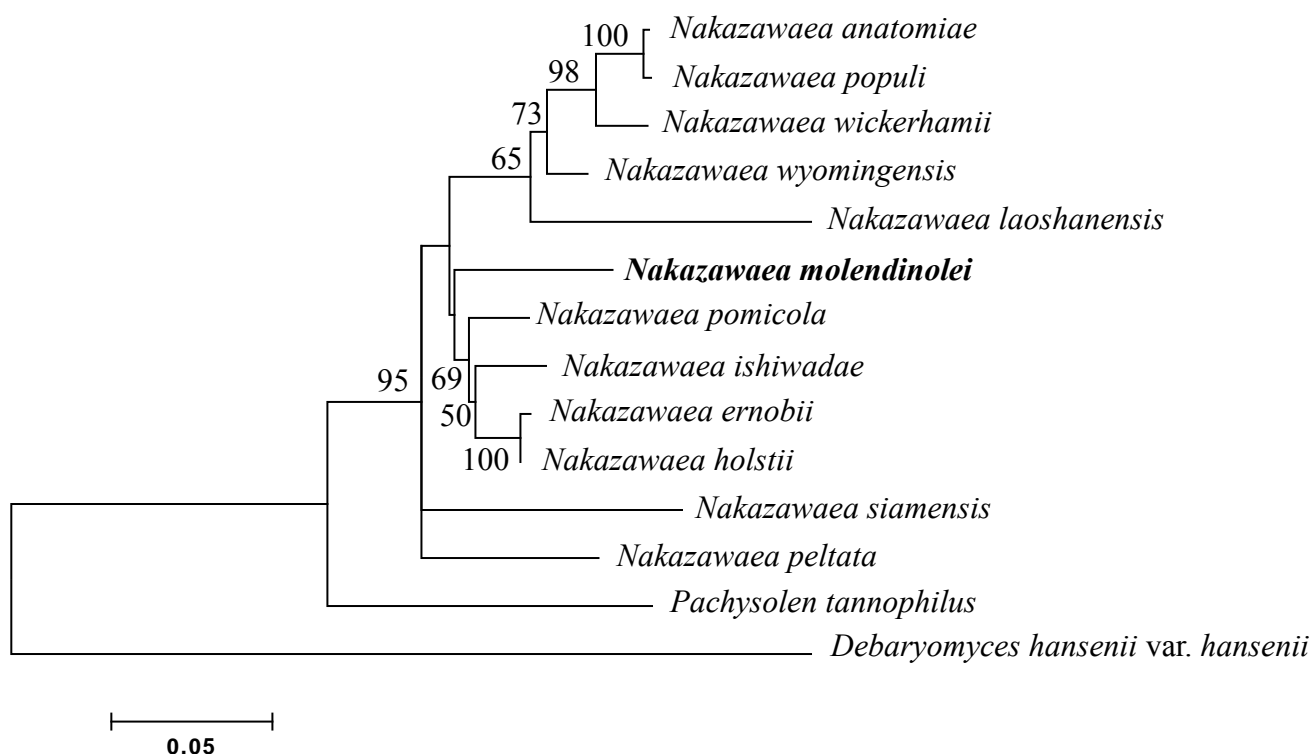 100
Nakazawaea anatomiae
98
Nakazawaea populi
73
Nakazawaea wickerhamii
65
Nakazawaea wyomingensis
Nakazawaea laoshanensis
Nakazawaea molendinolei
Nakazawaea pomicola
95
69
Nakazawaea ishiwadae
50
Nakazawaea ernobii
100
Nakazawaea holstii
Nakazawaea siamensis
Nakazawaea peltata
Pachysolen tannophilus
Debaryomyces hansenii var. hansenii
0.05